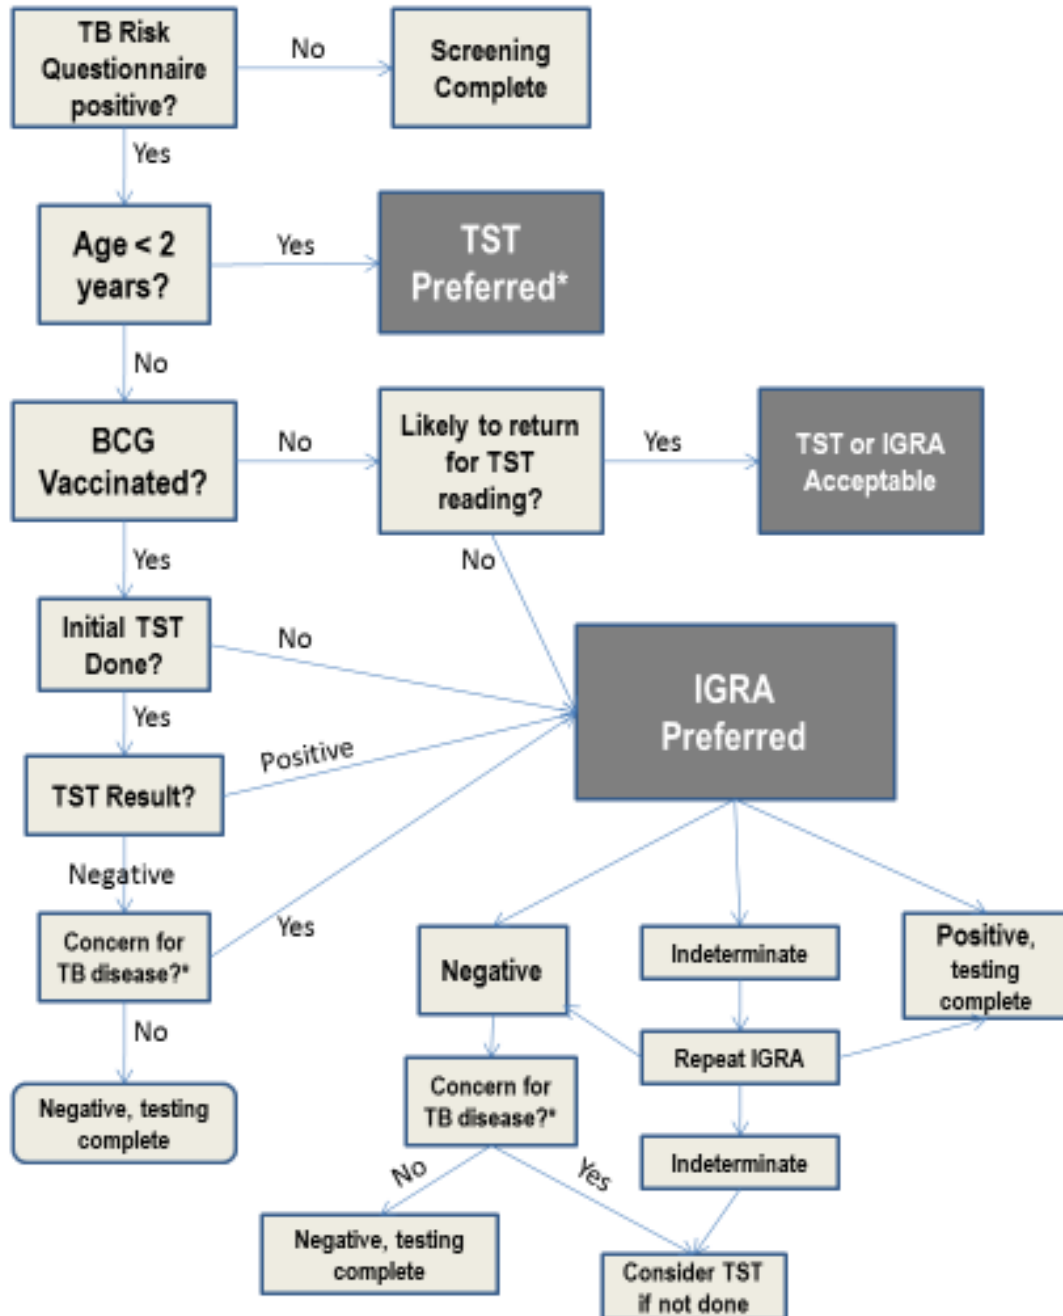 TB Risk
Questionnaire
positive?
No
Screening
Complete
Yes
Age < 2
years?
Yes
TST
Preferred*
No
BCG
Vaccinated?
No
Likely to return
for TST
reading?
Yes
TST or IGRA
Acceptable
Yes
No
Initial TST
Done?
No
IGRA
Preferred
Yes
Positive
TST Result?
Negative
Concern for
TB disease?*
Yes
No
Negative, testing
complete
Negative
Indeterminate
Positive,
testing
complete
Repeat IGRA
Concern for
TB disease?*
Indeterminate
No
Yes
Negative, testing
complete
Consider TST
if not done